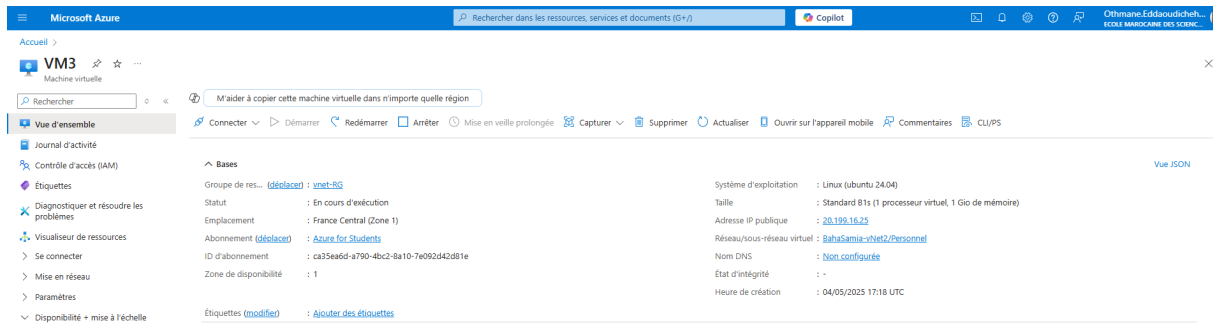 Microsoft Azure
Rechercher dans les ressources, services et documents (G+/)
Copilot
Othmane.Eddaoudicheh...
ECOLE MAROCAINE DES SCIENC...
Accueil >
VM3
Machine virtuelle
Rechercher
M'aider à copier cette machine virtuelle dans n'importe quelle région
Connecter
Démarrer
Redémarrer
Arrêter
Mise en veille prolongée
Capturer
Supprimer
Actualiser
Ouvrir sur l'appareil mobile
Commentaires
CLI/PS
Vue d'ensemble
Journal d'activité
Contrôle d'accès (IAM)
Étiquettes
Diagnostiquer et résoudre les
problèmes
Visualiseur de ressources
Se connecter
Mise en réseau
Paramètres
Disponibilité + mise à l'échelle
Bases
Vue JSON
Groupe de res... (déplacer) : vnet-RG
Statut : En cours d'exécution
Emplacement : France Central (Zone 1)
Abonnement (déplacer) : Azure for Students
ID d'abonnement : ca35ea6d-a790-4bc2-8a10-7e092d42d81e
Zone de disponibilité : 1
Système d'exploitation : Linux (ubuntu 24.04)
Taille : Standard B1s (1 processeur virtuel, 1 Gio de mémoire)
Adresse IP publique : 20.199.16.25
Réseau/sous-réseau virtuel : BahaSamia-vNet2/Personnel
Nom DNS : Non configurée
État d'intégrité : -
Heure de création : 04/05/2025 17:18 UTC
Étiquettes (modifier) : Ajouter des étiquettes